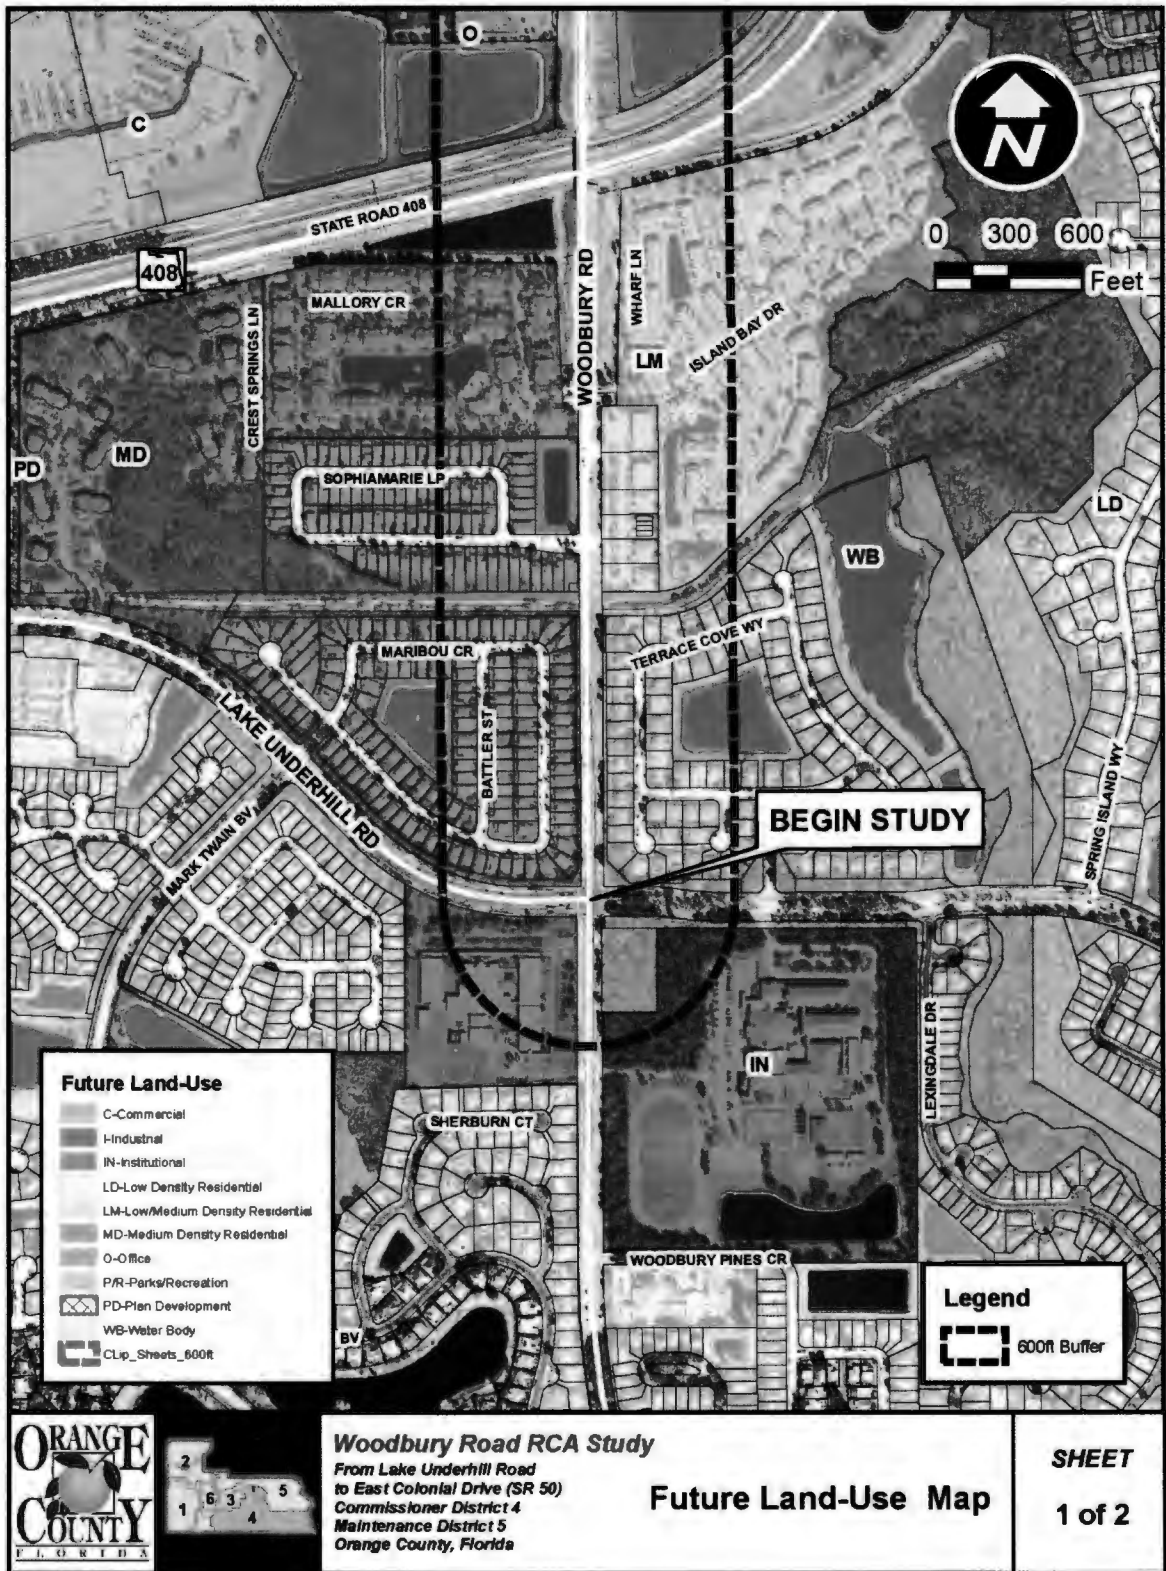 O
C
N
STATE ROAD 408
408
0 300 600
Feet
MALLORY CR
WOODBURY RD
WHARF LN
ISLAND BAY DR
CREST SPRINGS LN
LM
PD
MD
SOPHIAMARIE LP
LD
WB
MARIBOU CR
TERRACE COVE WY
LAKE UNDERHILL RD
BATTLER ST
SPRING ISLAND WY
MARK TWAIN BV
BEGIN STUDY
LEXINGDALE DR
IN
SHERBURN CT
WOODBURY PINES CR
BV
Future Land-Use
C-Commercial
I-Industrial
IN-Institutional
LD-Low Density Residential
LM-Low/Medium Density Residential
MD-Medium Density Residential
O-Office
P/R-Parks/Recreation
PD-Plan Development
WB-Water Body
CLip_Sheets_600ft
Legend
600ft Buffer
ORANGE
COUNTY
FLORIDA
2
1
6
3
5
4
Woodbury Road RCA Study
From Lake Underhill Road
to East Colonial Drive (SR 50)
Commissioner District 4
Maintenance District 5
Orange County, Florida
Future Land-Use Map
SHEET
1 of 2